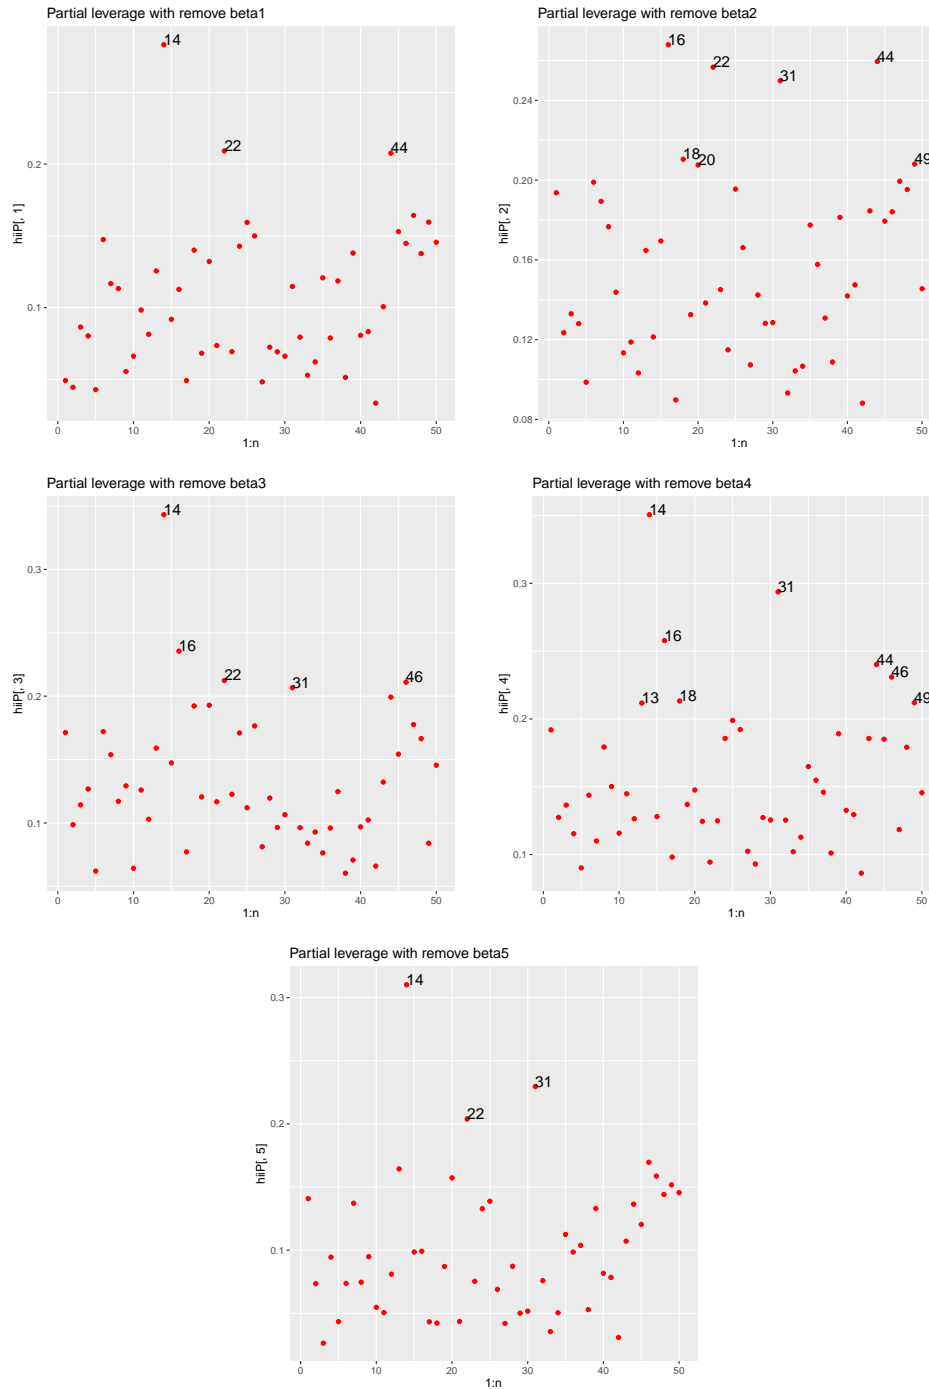 Partial leverage with remove beta1
hiiP[, 1]
0.2
0.1
14
22
44
0 10 20 30 40 50
1:n
Partial leverage with remove beta2
hiiP[, 2]
0.24
0.20
0.16
0.12
0.08
16
22
31
44
18
20
49
0 10 20 30 40 50
1:n
Partial leverage with remove beta3
hiiP[, 3]
0.3
0.2
0.1
14
16
22
31
46
0 10 20 30 40 50
1:n
Partial leverage with remove beta4
hiiP[, 4]
0.3
0.2
0.1
14
31
16
44
46
13
18
49
0 10 20 30 40 50
1:n
Partial leverage with remove beta5
hiiP[, 5]
0.3
0.2
0.1
14
31
22
0 10 20 30 40 50
1:n